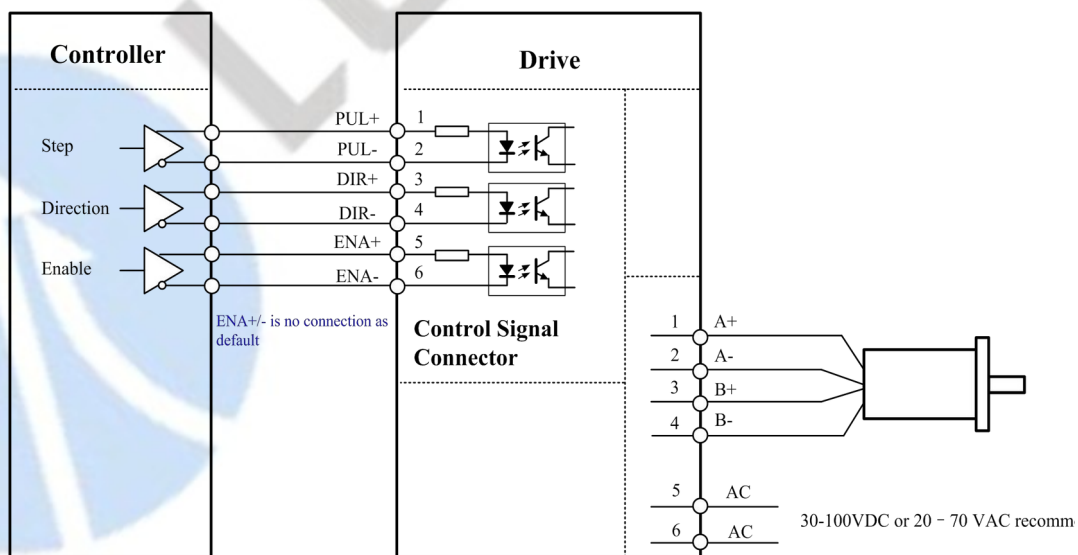 Controller
Drive
Step
PUL+
1
PUL-
2
Direction
DIR+
3
DIR-
4
Enable
ENA+
5
ENA-
6
ENA+/- is no connection as
default
Control Signal
Connector
1
A+
2
A-
3
B+
4
B-
5
AC
6
AC
30-100VDC or 20 - 70 VAC